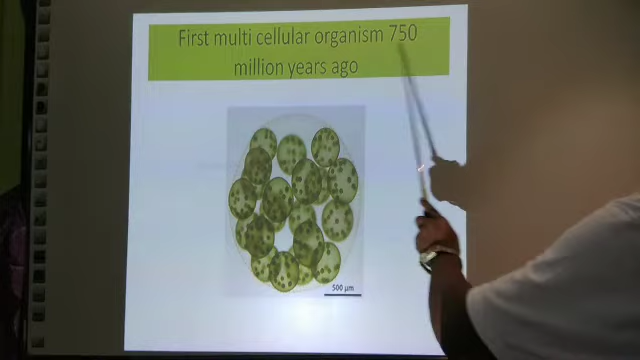 First multi cellular organism 750
million years ago
500 µm